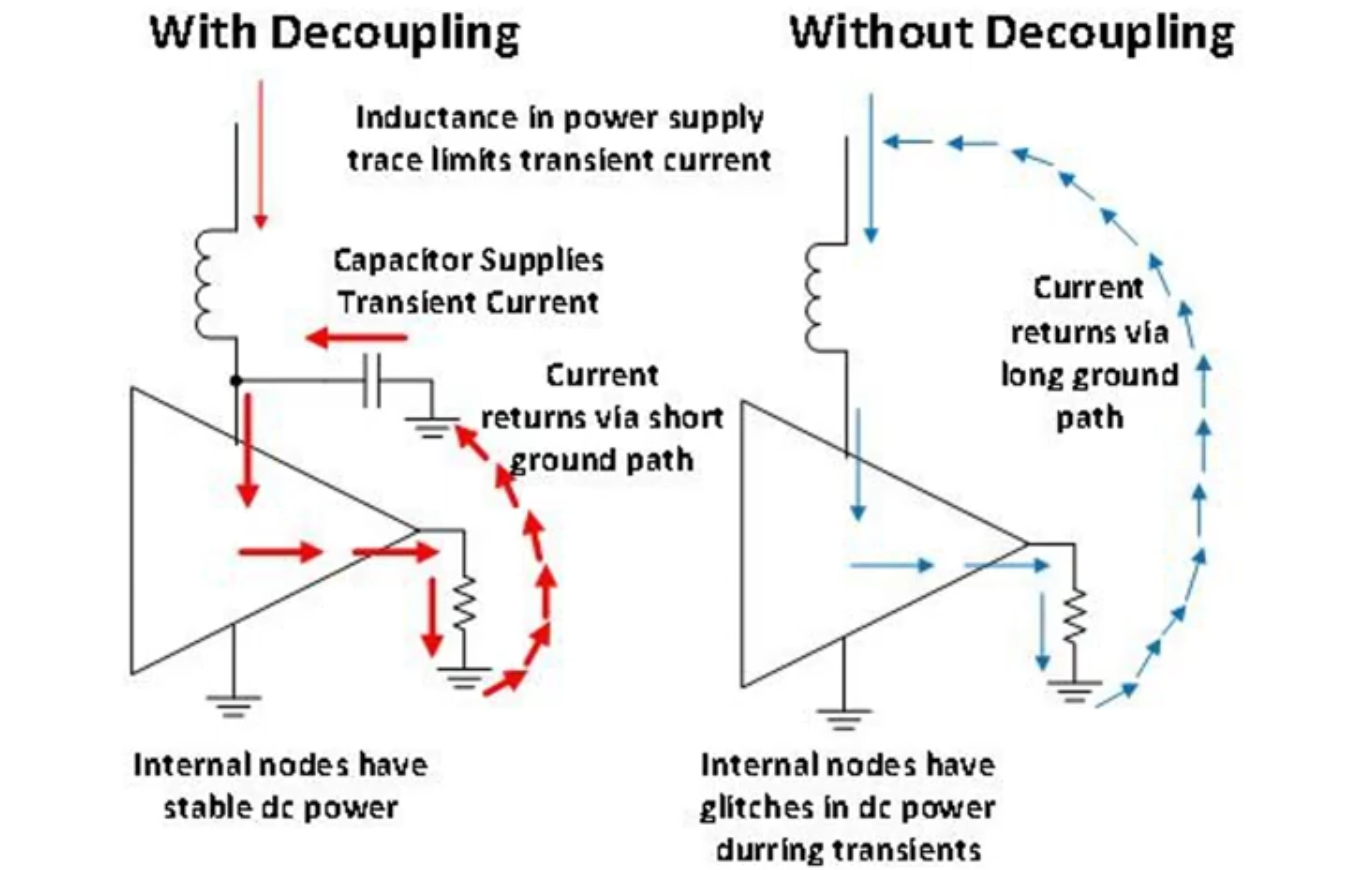 With Decoupling
Without Decoupling
Inductance in power supply
trace limits transient current
Capacitor Supplies
Transient Current
Current
returns via short
ground path
Current
returns via
long ground
path
Internal nodes have
stable dc power
Internal nodes have
glitches in dc power
durring transients